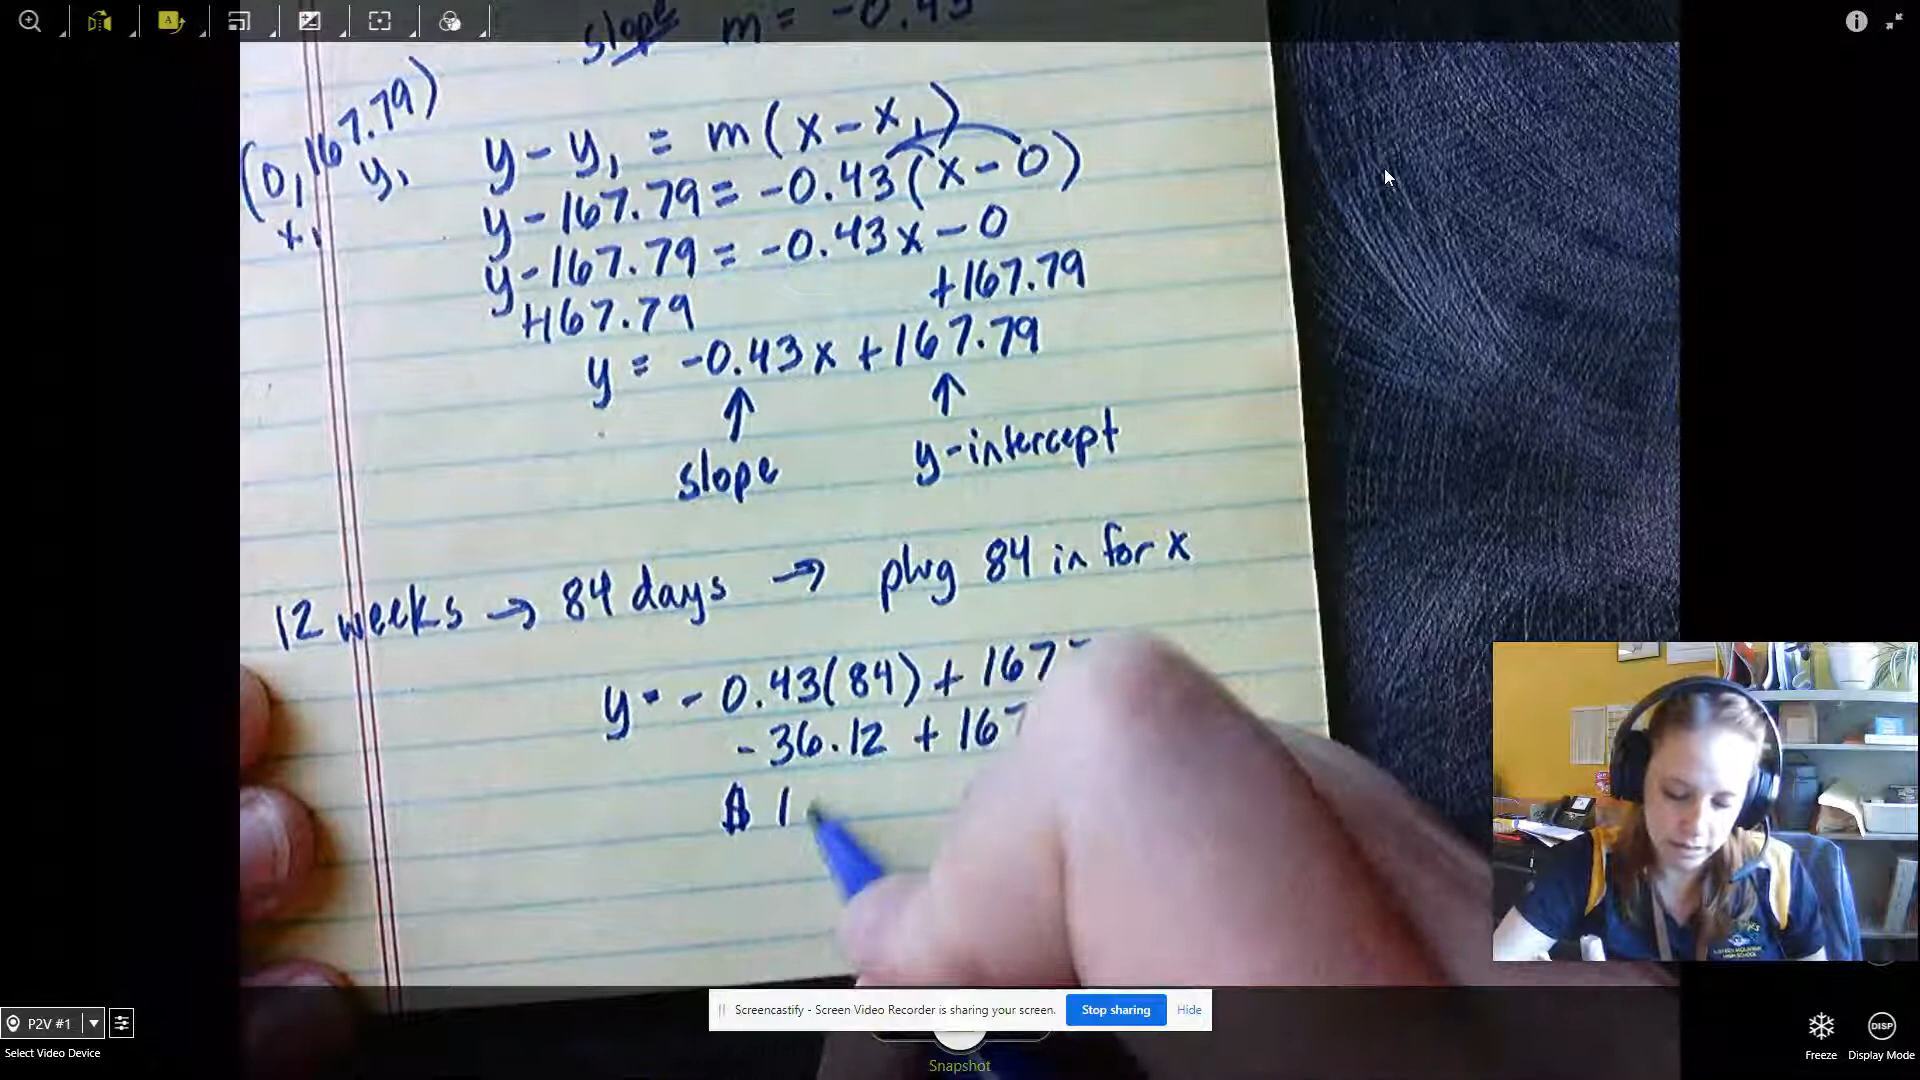 slope m = -0.43
(0, 167.79)
x₁ y₁
y - y₁ = m(x - x₁)
y - 167.79 = -0.43(x - 0)
y - 167.79 = -0.43x - 0
+167.79 +167.79
y = -0.43x + 167.79
↑ ↑
slope y-intercept
12 weeks → 84 days → plug 84 in for x
y = -0.43(84) + 167
-36.12 + 167
$ 1
P2V #1
Select Video Device
Screencastify - Screen Video Recorder is sharing your screen. Stop sharing Hide
Snapshot
Freeze
DISP
Display Mode